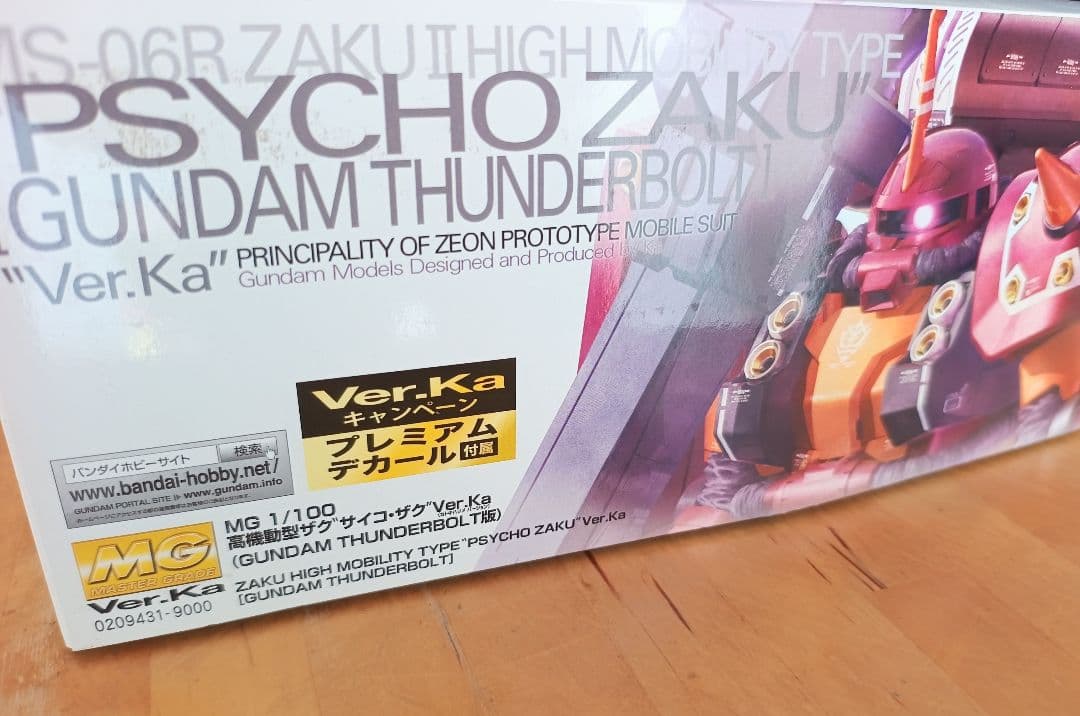 MS-06R ZAKU II HIGH MOBILITY TYPE
"PSYCHO ZAKU"
[GUNDAM THUNDERBOLT]
"Ver.Ka" PRINCIPALITY OF ZEON PROTOTYPE MOBILE SUIT
Gundam Models Designed and Produced by
Ver.Ka
キャンペーン
プレミアム
デカール付属
バンダイホビーサイト 検索
www.bandai-hobby.net/
GUNDAM PORTAL SITE www.gundam.info
MG
MASTER GRADE
Ver.Ka
0209431-9000
MG 1/100
高機動型ザク"サイコ・ザク"Ver.Ka
(GUNDAM THUNDERBOLT版)
ZAKU HIGH MOBILITY TYPE "PSYCHO ZAKU" Ver.Ka
[GUNDAM THUNDERBOLT]